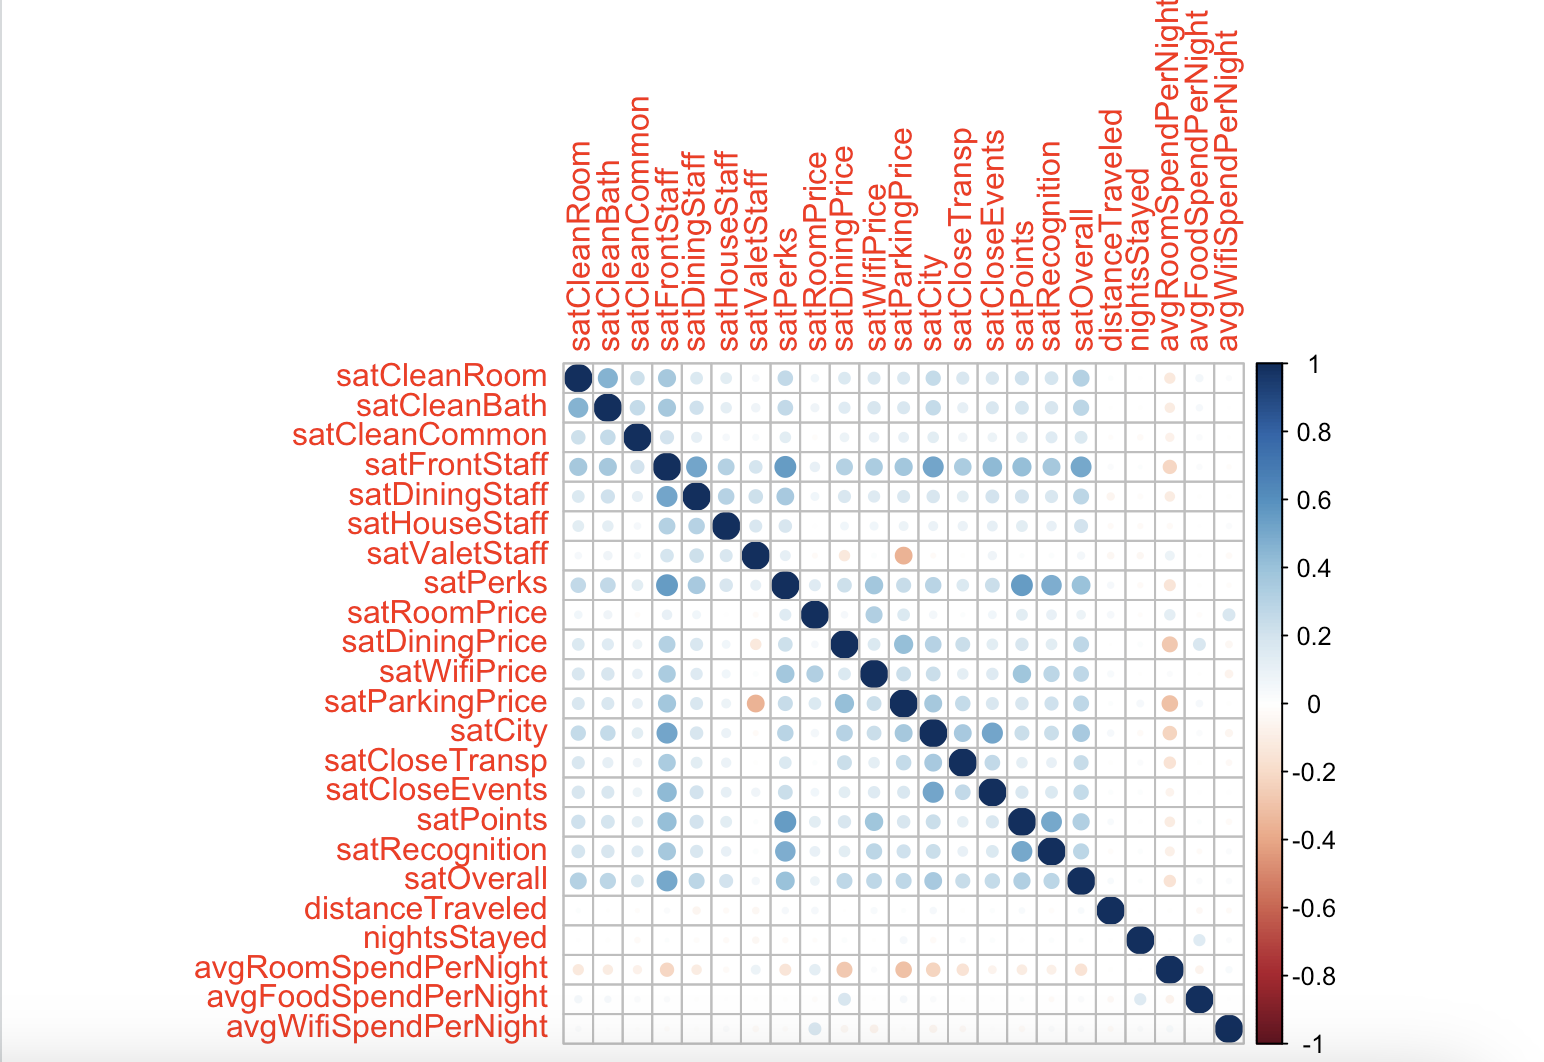 satCleanRoom
satCleanBath
satCleanCommon
satFrontStaff
satDiningStaff
satHouseStaff
satValetStaff
satPerks
satRoomPrice
satDiningPrice
satWifiPrice
satParkingPrice
satCity
satCloseTransp
satCloseEvents
satPoints
satRecognition
satOverall
distanceTraveled
nightsStayed
avgRoomSpendPerNight
avgFoodSpendPerNight
avgWifiSpendPerNight
satCleanRoom
satCleanBath
satCleanCommon
satFrontStaff
satDiningStaff
satHouseStaff
satValetStaff
satPerks
satRoomPrice
satDiningPrice
satWifiPrice
satParkingPrice
satCity
satCloseTransp
satCloseEvents
satPoints
satRecognition
satOverall
distanceTraveled
nightsStayed
avgRoomSpendPerNight
avgFoodSpendPerNight
avgWifiSpendPerNight
1
0.8
0.6
0.4
0.2
0
-0.2
-0.4
-0.6
-0.8
-1